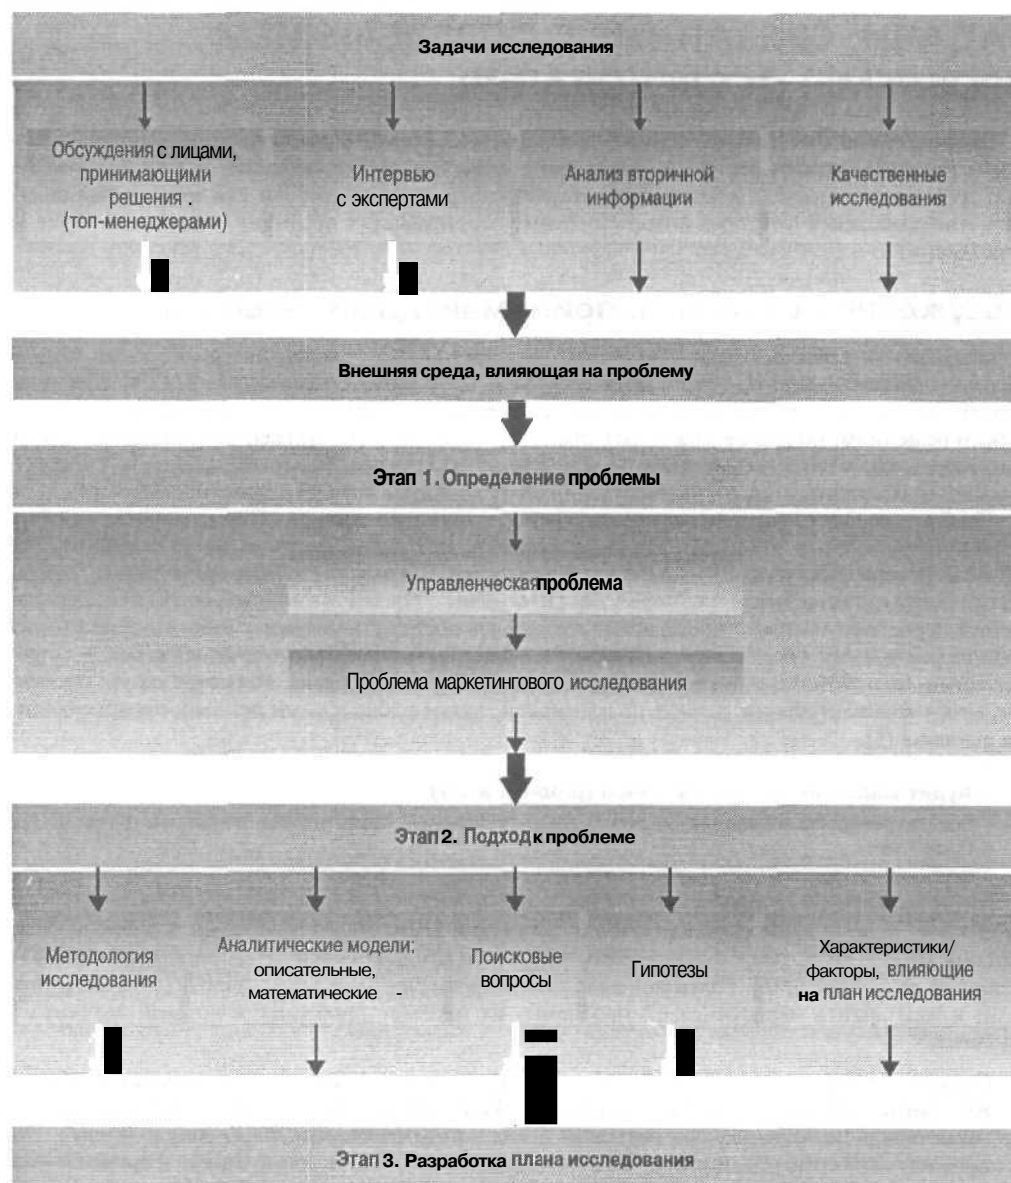 Задачи исследования
Обсуждения с лицами,
принимающими
решения .
(топ-менеджерами)
Интервью
с экспертами
Анализ вторичной
информации
Качественные
исследования
Внешняя среда, влияющая на проблему
Этап 1. Определение проблемы
Управленческая проблема
Проблема маркетингового исследования
Этап 2. Подход к проблеме
Методология
исследования
Аналитические модели;
описательные,
математические -
Поисковые
вопросы
Гипотезы
Характеристики/
факторы, влияющие
на план исследования
Этап 3. Разработка плана исследования